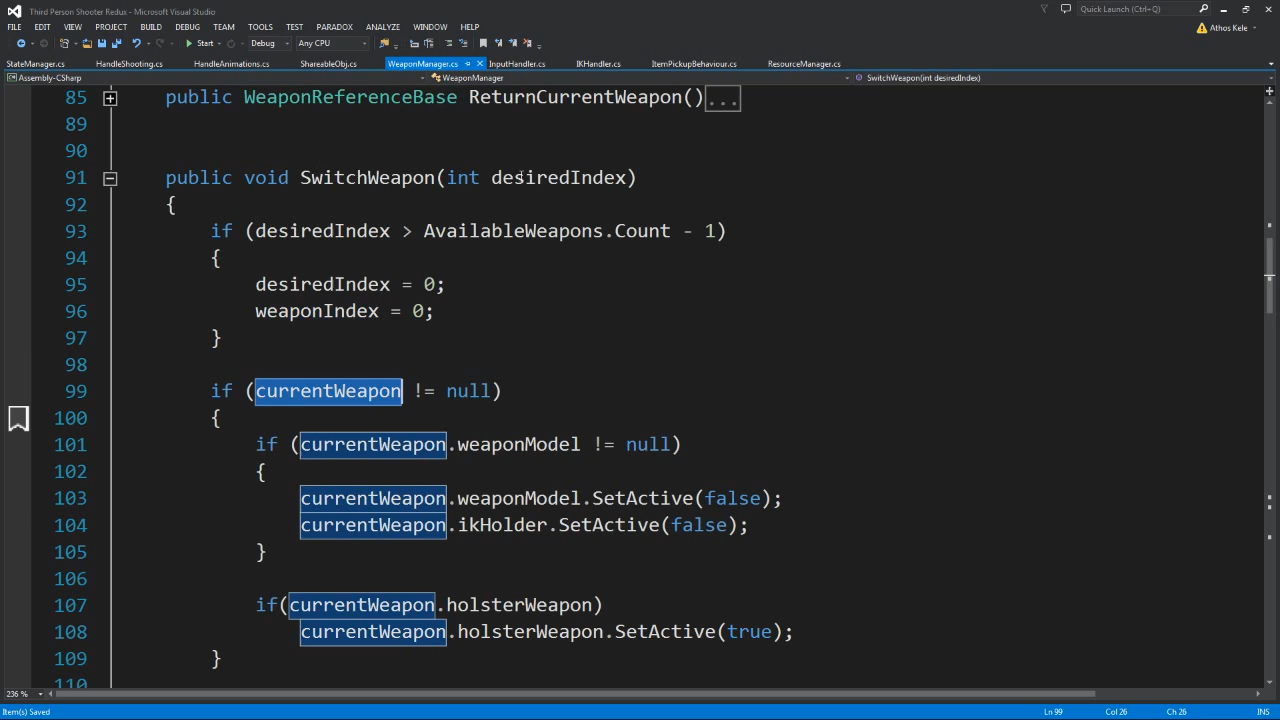 Third Person Shooter Redux - Microsoft Visual Studio
Quick Launch (Ctrl+Q)
FILE EDIT VIEW PROJECT BUILD DEBUG TEAM TOOLS TEST PARADOX ANALYZE WINDOW HELP
Athos Kele
Start Debug Any CPU
StateManager.cs HandleShooting.cs HandleAnimations.cs ShareableObj.cs WeaponManager.cs InputHandler.cs IKHandler.cs ItemPickupBehaviour.cs ResourceManager.cs
Assembly-CSharp WeaponManager SwitchWeapon(int desiredIndex)
85 public WeaponReferenceBase ReturnCurrentWeapon()...
89
90
91 public void SwitchWeapon(int desiredIndex)
92 {
93 if (desiredIndex > AvailableWeapons.Count - 1)
94 {
95 desiredIndex = 0;
96 weaponIndex = 0;
97 }
98
99 if (currentWeapon != null)
100 {
101 if (currentWeapon.weaponModel != null)
102 {
103 currentWeapon.weaponModel.SetActive(false);
104 currentWeapon.ikHolder.SetActive(false);
105 }
106
107 if(currentWeapon.holsterWeapon)
108 currentWeapon.holsterWeapon.SetActive(true);
109 }
110
236 %
Item(s) Saved Ln 99 Col 26 Ch 26 INS